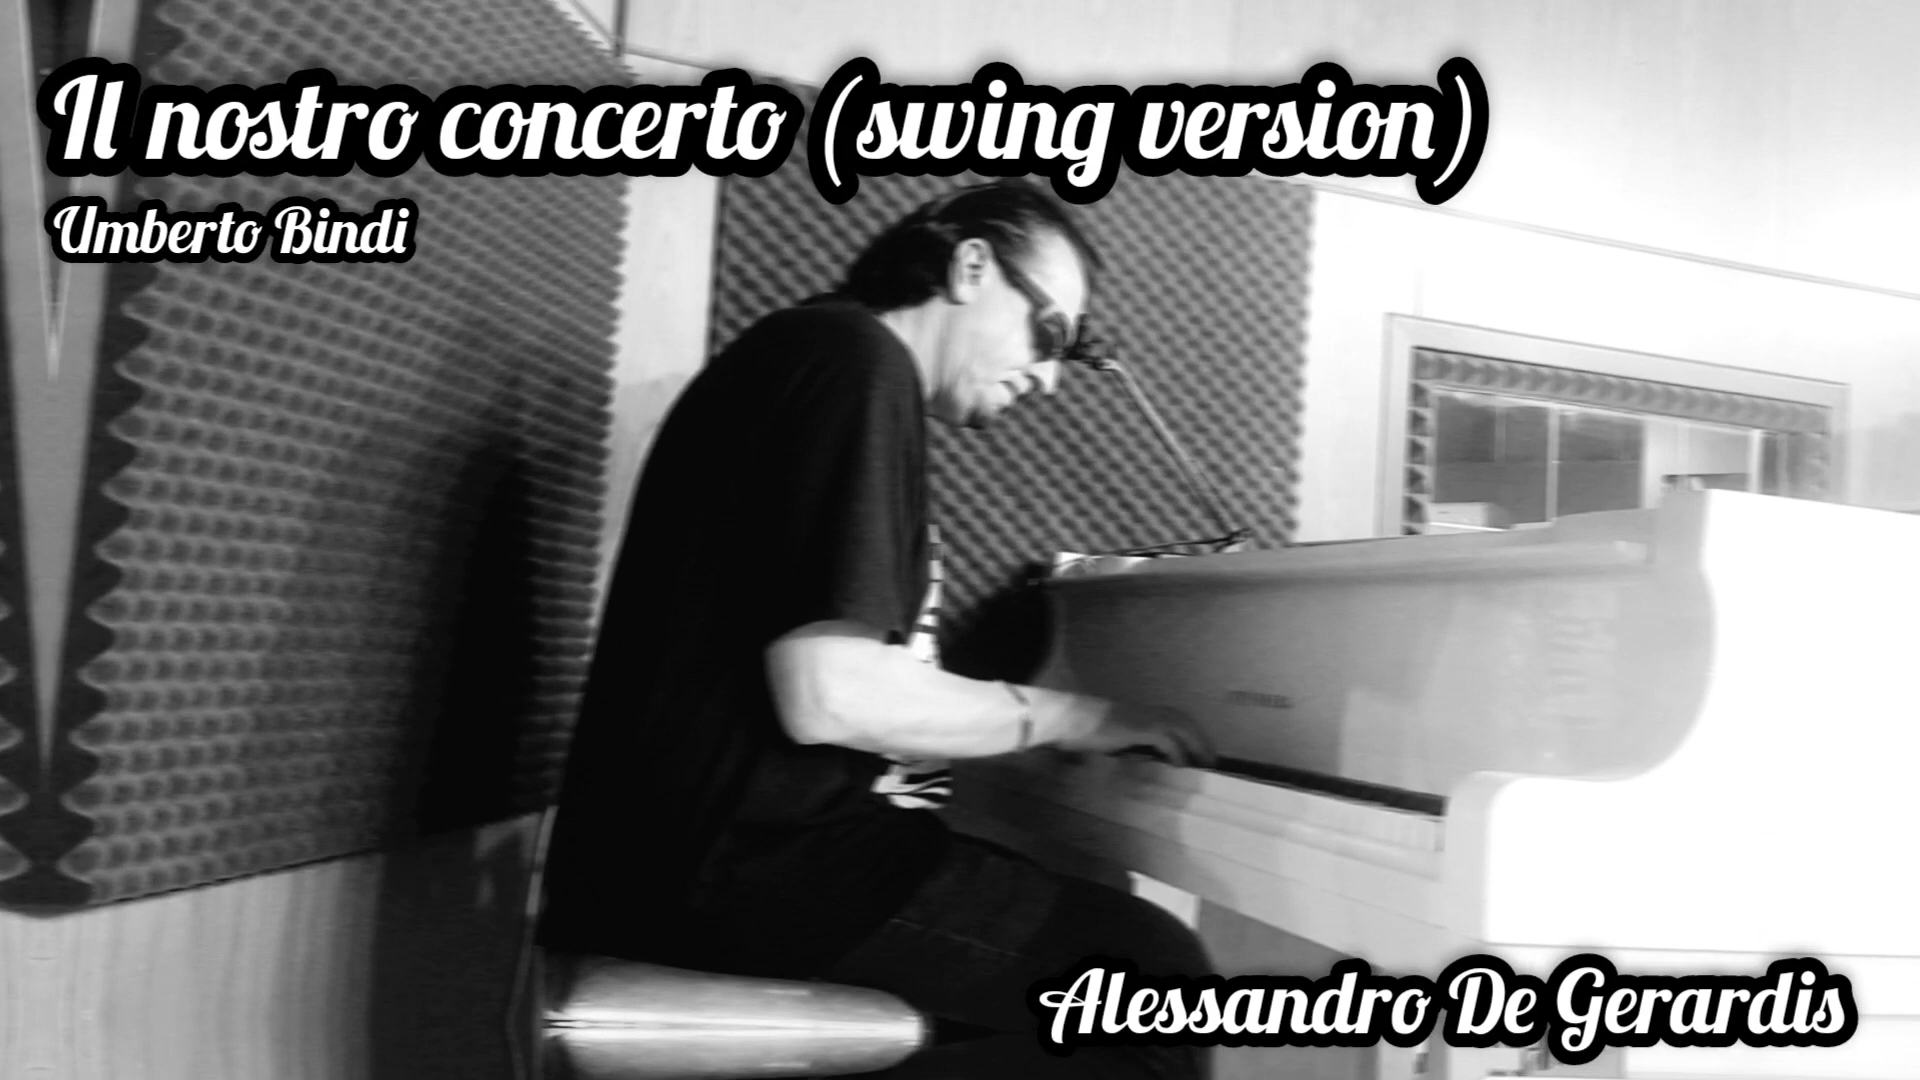 Il nostro concerto (swing version)
Umberto Bindi
Alessandro De Gerardis